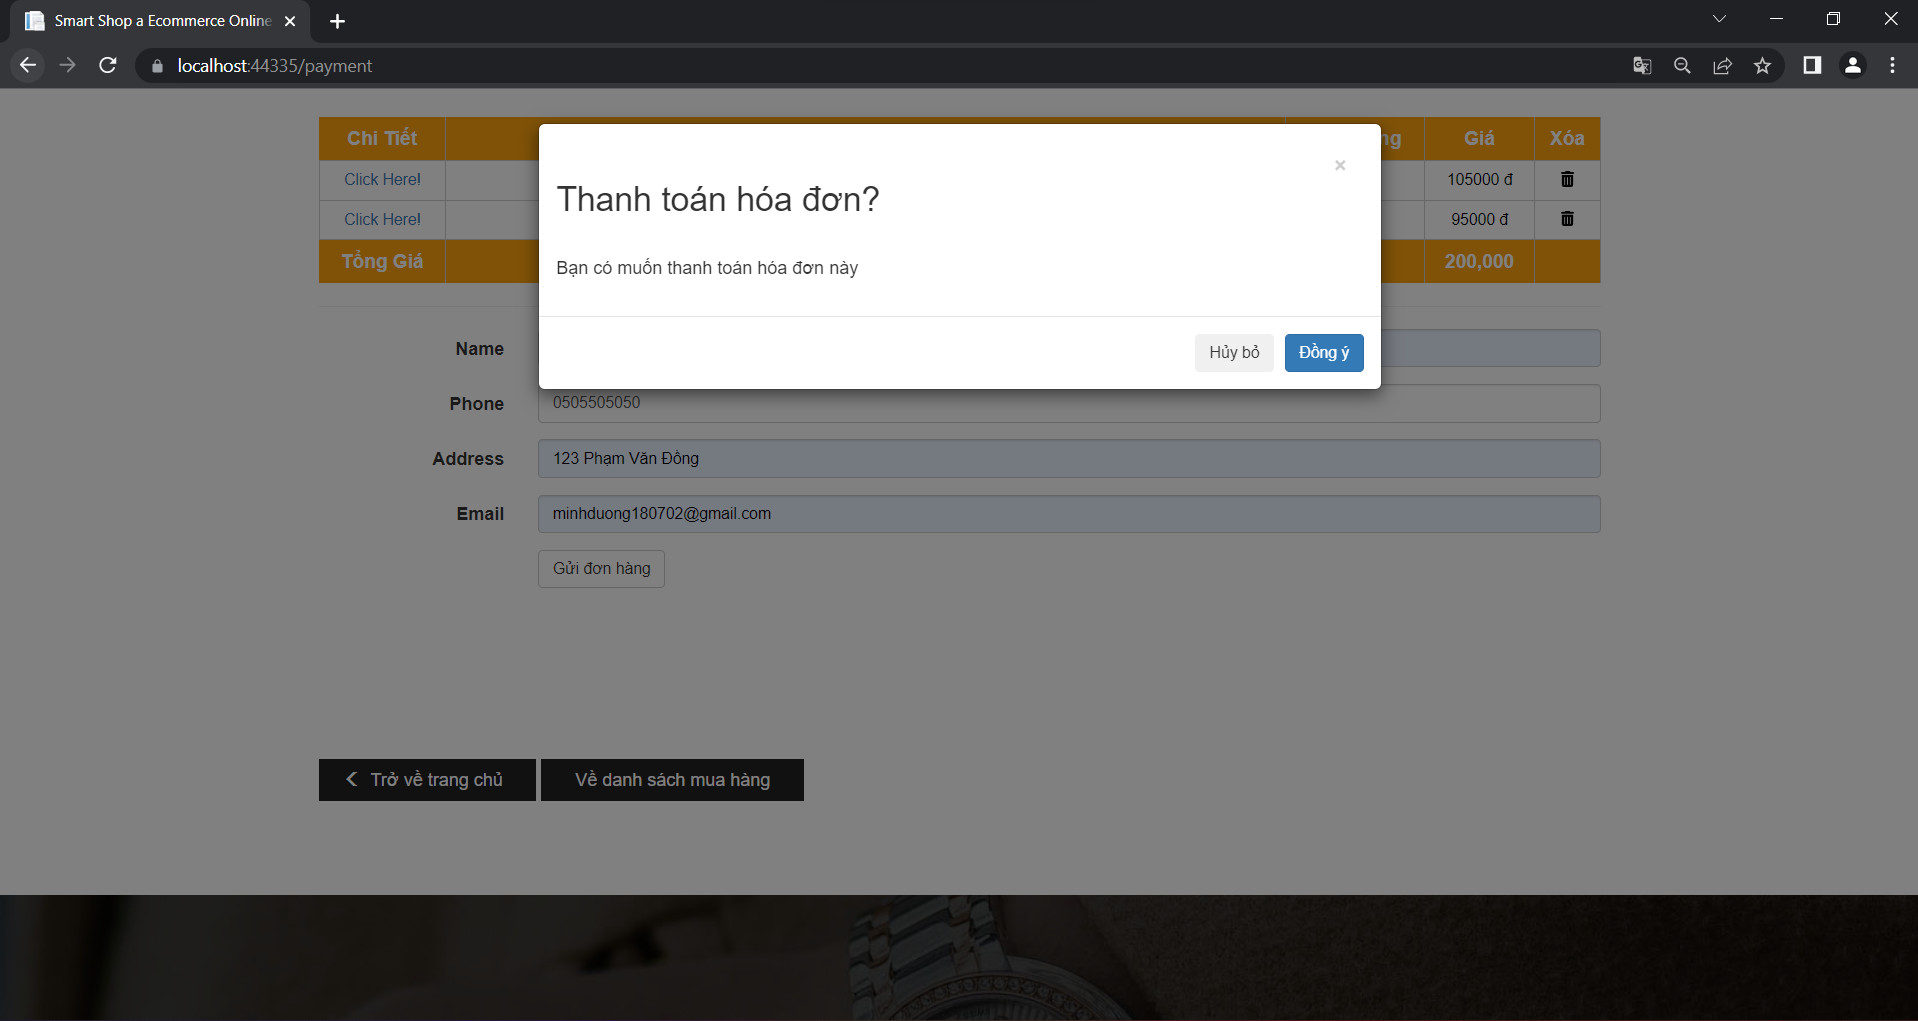 Smart Shop a Ecommerce Online
localhost:44335/payment
Chi Tiết Giá Xóa
Click Here! 105000 đ
Click Here! 95000 đ
Tổng Giá 200,000
×
Thanh toán hóa đơn?
Bạn có muốn thanh toán hóa đơn này
Hủy bỏ Đồng ý
Name
Phone 0505505050
Address 123 Phạm Văn Đồng
Email minhduong180702@gmail.com
Gửi đơn hàng
Trở về trang chủ Về danh sách mua hàng